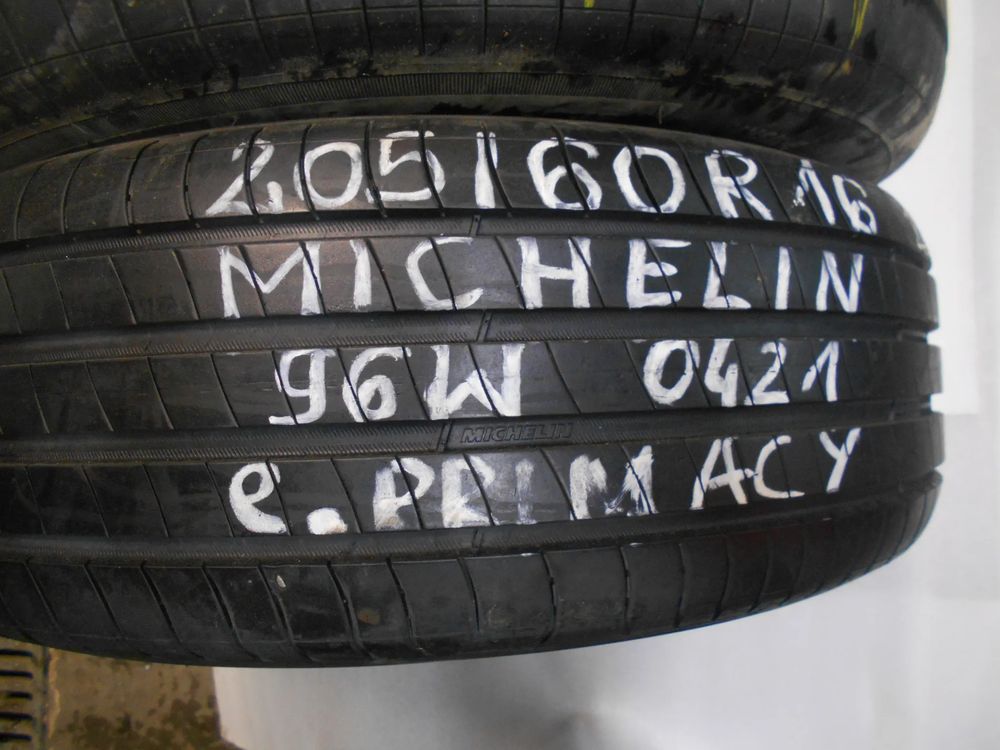 205/60R16
MICHELIN
96W 0421
MICHELIN
e.PRIMACY